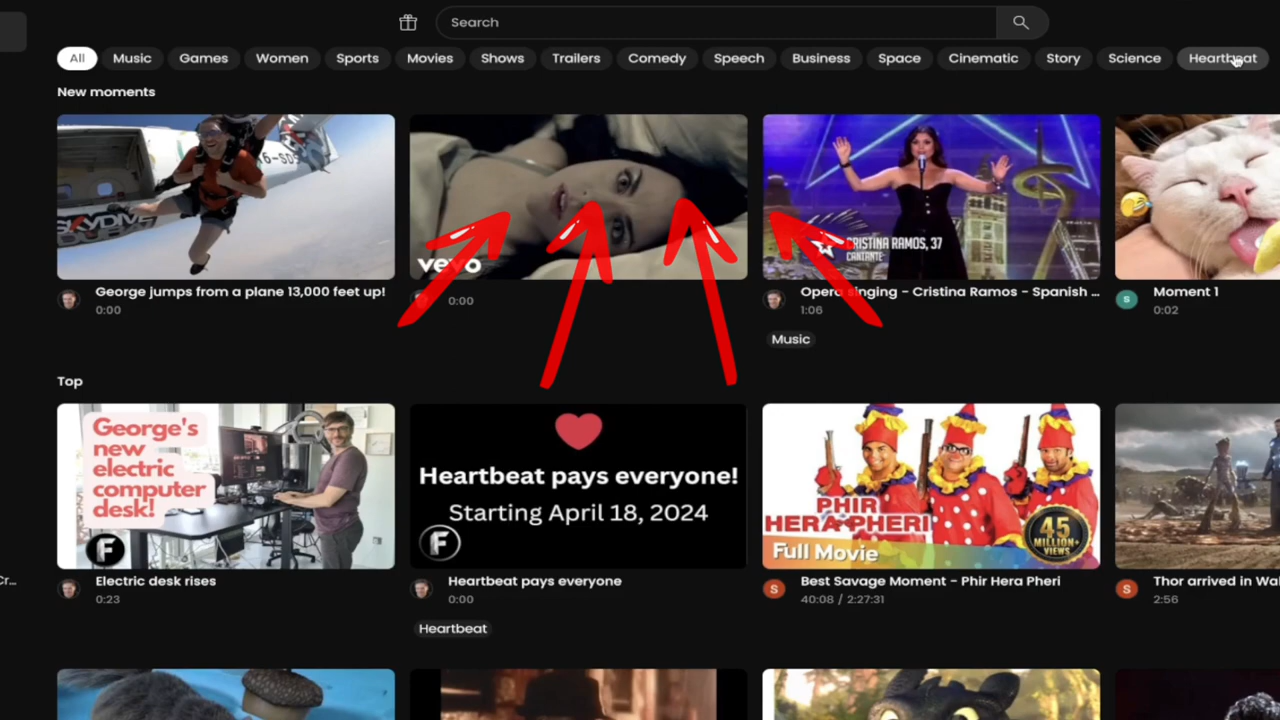 Search
All Music Games Women Sports Movies Shows Trailers Comedy Speech Business Space Cinematic Story Science Heartbeat
New moments
SKYDIVE
DUBAI
vevo
CRISTINA RAMOS, 37
CANTANTE
George jumps from a plane 13,000 feet up!
0:00
0:00
Opera singing - Cristina Ramos - Spanish ...
1:06
S
Moment 1
0:02
Music
Top
George's
new
electric
computer
desk!
F
Heartbeat pays everyone!
Starting April 18, 2024
F
PHIR
HERA PHERI
Full Movie
45
MILLION+
VIEWS
Cr...
Electric desk rises
0:23
Heartbeat pays everyone
0:00
S
Best Savage Moment - Phir Hera Pheri
40:08 / 2:27:31
S
Thor arrived in Wa
2:56
Heartbeat